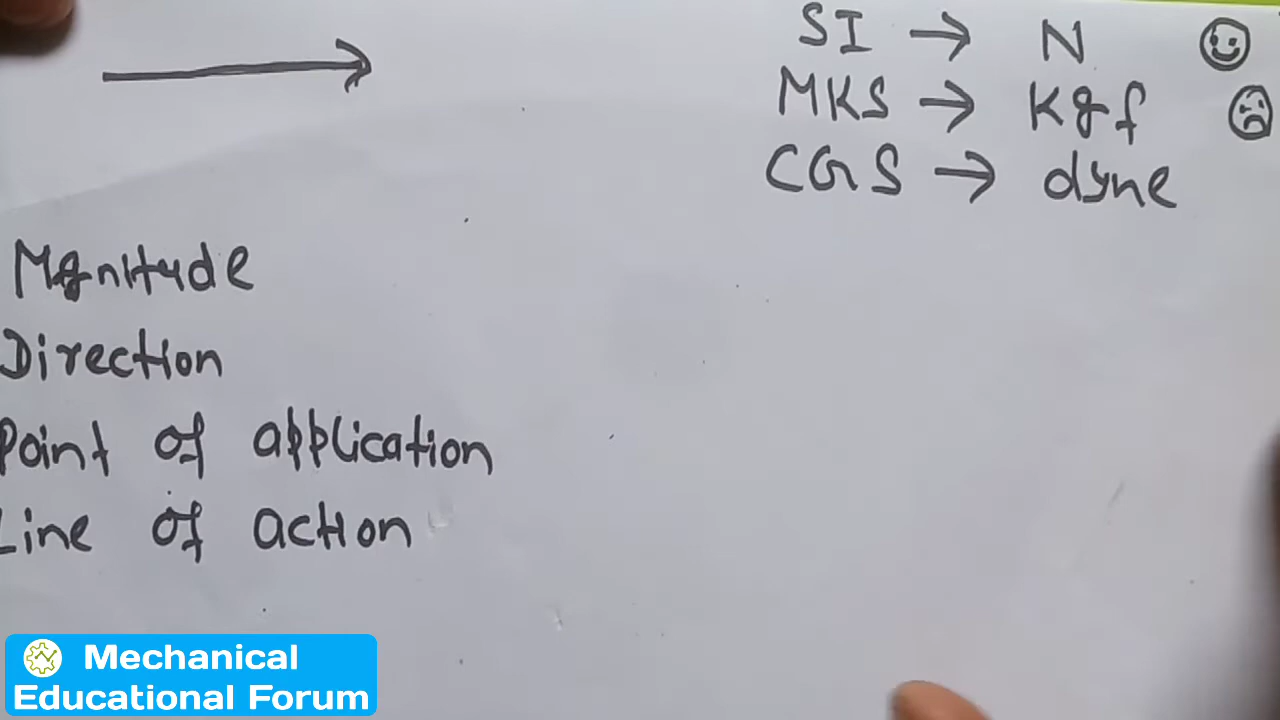 SI → N
MKS → Kgf
CGS → dyne
Mgnitude
Direction
Point of application
Line of action
Mechanical
Educational Forum